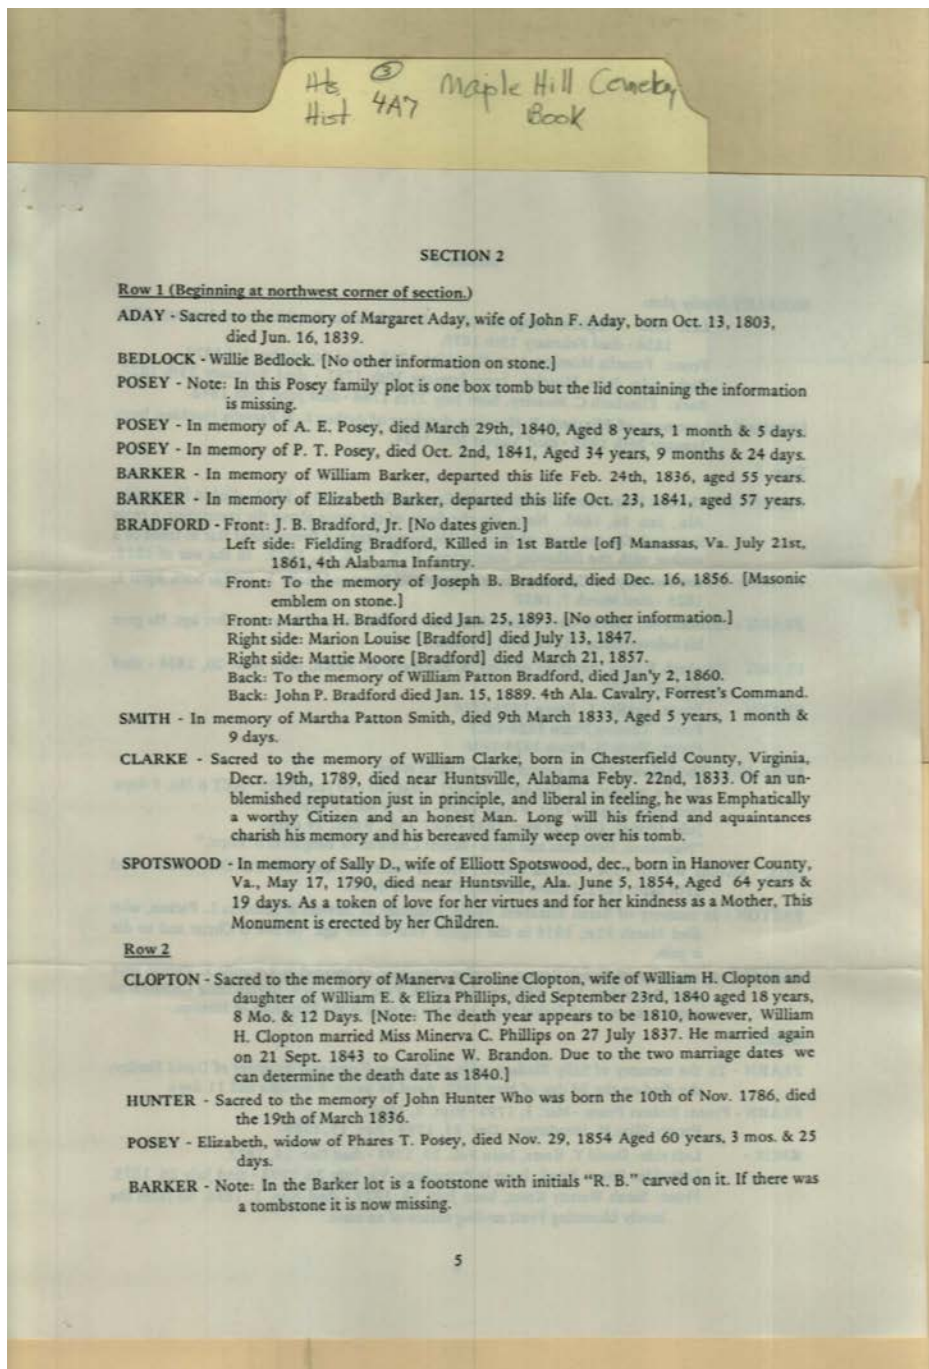 Hts ③ Maple Hill Cemetery
Hist 4A7 Book
SECTION 2
Row 1 (Beginning at northwest corner of section.)
ADAY - Sacred to the memory of Margaret Aday, wife of John F. Aday, born Oct. 13, 1803,
died Jun. 16, 1839.
BEDLOCK - Willie Bedlock. [No other information on stone.]
POSEY - Note: In this Posey family plot is one box tomb but the lid containing the information
is missing.
POSEY - In memory of A. E. Posey, died March 29th, 1840, Aged 8 years, 1 month & 5 days.
POSEY - In memory of P. T. Posey, died Oct. 2nd, 1841, Aged 34 years, 9 months & 24 days.
BARKER - In memory of William Barker, departed this life Feb. 24th, 1836, aged 55 years.
BARKER - In memory of Elizabeth Barker, departed this life Oct. 23, 1841, aged 57 years.
BRADFORD - Front: J. B. Bradford, Jr. [No dates given.]
Left side: Fielding Bradford, Killed in 1st Battle [of] Manassas, Va. July 21st,
1861, 4th Alabama Infantry.
Front: To the memory of Joseph B. Bradford, died Dec. 16, 1856. [Masonic
emblem on stone.]
Front: Martha H. Bradford died Jan. 25, 1893. [No other information.]
Right side: Marion Louise [Bradford] died July 13, 1847.
Right side: Mattie Moore [Bradford] died March 21, 1857.
Back: To the memory of William Patton Bradford, died Jan'y 2, 1860.
Back: John P. Bradford died Jan. 15, 1889. 4th Ala. Cavalry, Forrest's Command.
SMITH - In memory of Martha Patton Smith, died 9th March 1833, Aged 5 years, 1 month &
9 days.
CLARKE - Sacred to the memory of William Clarke, born in Chesterfield County, Virginia,
Decr. 19th, 1789, died near Huntsville, Alabama Feby. 22nd, 1833. Of an un-
blemished reputation just in principle, and liberal in feeling, he was Emphatically
a worthy Citizen and an honest Man. Long will his friend and aquaintances
charish his memory and his bereaved family weep over his tomb.
SPOTSWOOD - In memory of Sally D., wife of Elliott Spotswood, dec., born in Hanover County,
Va., May 17, 1790, died near Huntsville, Ala. June 5, 1854, Aged 64 years &
19 days. As a token of love for her virtues and for her kindness as a Mother, This
Monument is erected by her Children.
Row 2
CLOPTON - Sacred to the memory of Manerva Caroline Clopton, wife of William H. Clopton and
daughter of William E. & Eliza Phillips, died September 23rd, 1840 aged 18 years,
8 Mo. & 12 Days. [Note: The death year appears to be 1810, however, William
H. Clopton married Miss Minerva C. Phillips on 27 July 1837. He married again
on 21 Sept. 1843 to Caroline W. Brandon. Due to the two marriage dates we
can determine the death date as 1840.]
HUNTER - Sacred to the memory of John Hunter Who was born the 10th of Nov. 1786, died
the 19th of March 1836.
POSEY - Elizabeth, widow of Phares T. Posey, died Nov. 29, 1854 Aged 60 years, 3 mos. & 25
days.
BARKER - Note: In the Barker lot is a footstone with initials "R. B." carved on it. If there was
a tombstone it is now missing.
5